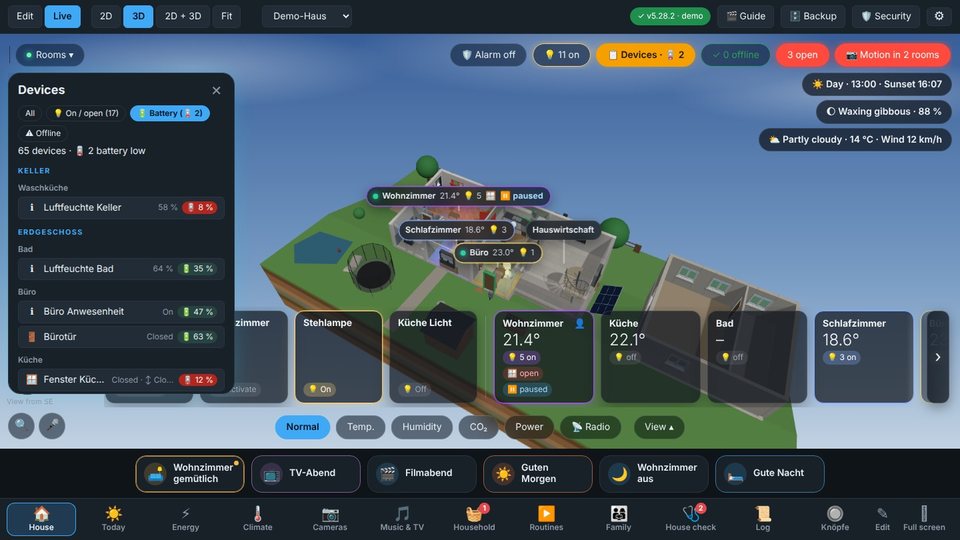 Edit Live 2D 3D 2D + 3D Fit Demo-Haus ✓ v5.28.2 · demo Guide Backup Security
Rooms ▾ Alarm off 11 on Devices · 2 ✓ 0 offline 3 open Motion in 2 rooms
Day · 13:00 · Sunset 16:07
Waxing gibbous · 88 %
Partly cloudy · 14 °C · Wind 12 km/h
Devices ✕
All On / open (17) Battery ( 2)
Offline
65 devices · 2 battery low
KELLER
Waschküche
Luftfeuchte Keller 58 % 8 %
ERDGESCHOSS
Bad
Luftfeuchte Bad 64 % 35 %
Büro
Büro Anwesenheit On 47 %
Bürotür Closed 63 %
Küche
Fenster Küc... Closed · ↕ Clo... 12 %
Wohnzimmer 21.4° 5 paused
Schlafzimmer 18.6° 3 Hauswirtschaft
Büro 23.0° 1
zimmer
ctivate
Stehlampe
On
Küche Licht
Off
Wohnzimmer
21.4°
5 on
open
paused
Küche
22.1°
off
Bad
–
off
Schlafzimmer
18.6°
3 on
View from SE
Normal Temp. Humidity CO₂ Power Radio View ▴
Wohnzimmer gemütlich
TV-Abend
Filmabend
Guten Morgen
Wohnzimmer aus
Gute Nacht
House Today Energy Climate Cameras Music & TV Household 1 Routines Family House check 2 Log Knöpfe Edit Full screen